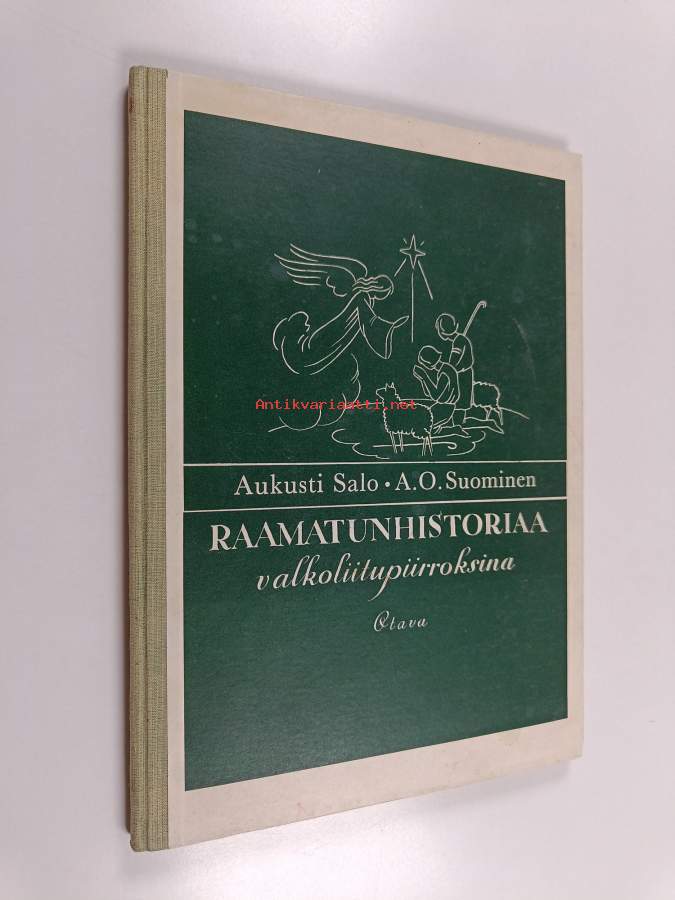 Antikvariaatti.net
Aukusti Salo • A.O. Suominen
RAAMATUNHISTORIAA
valkoliitupiirroksina
Otava